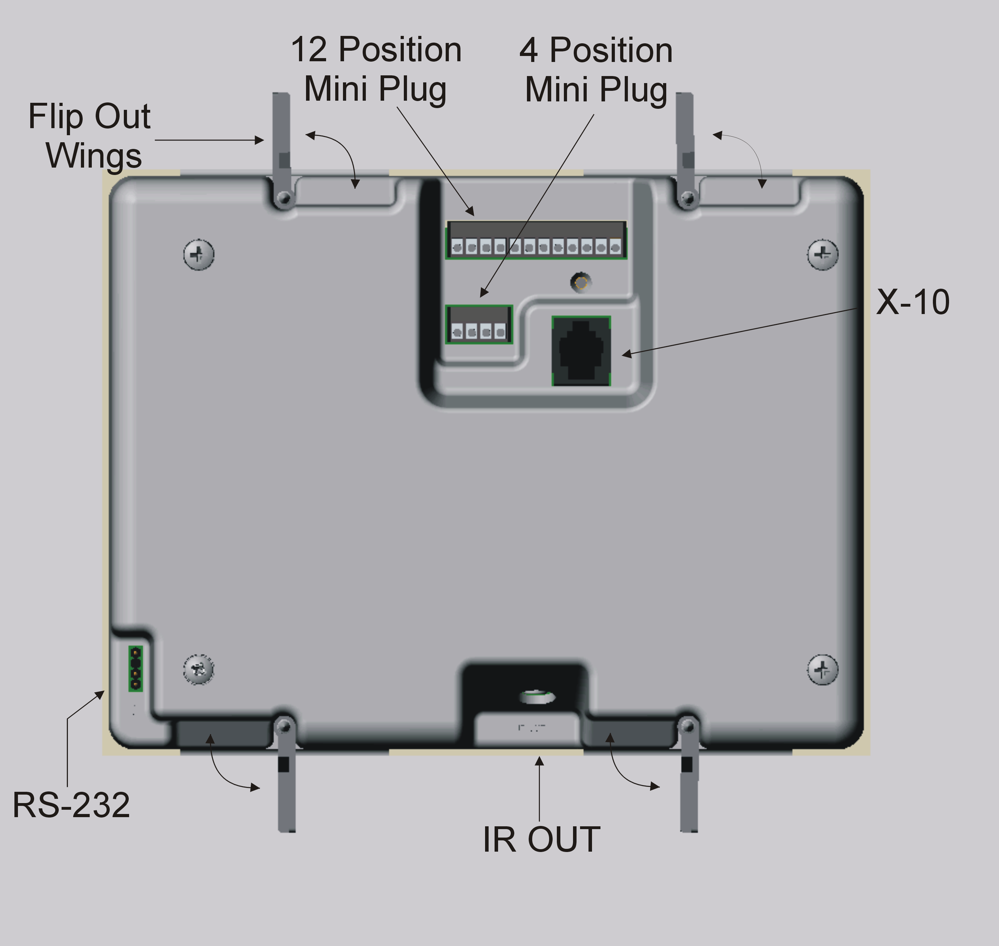 12 Position
Mini Plug
4 Position
Mini Plug
Flip Out
Wings
X-10
RS-232
IR OUT